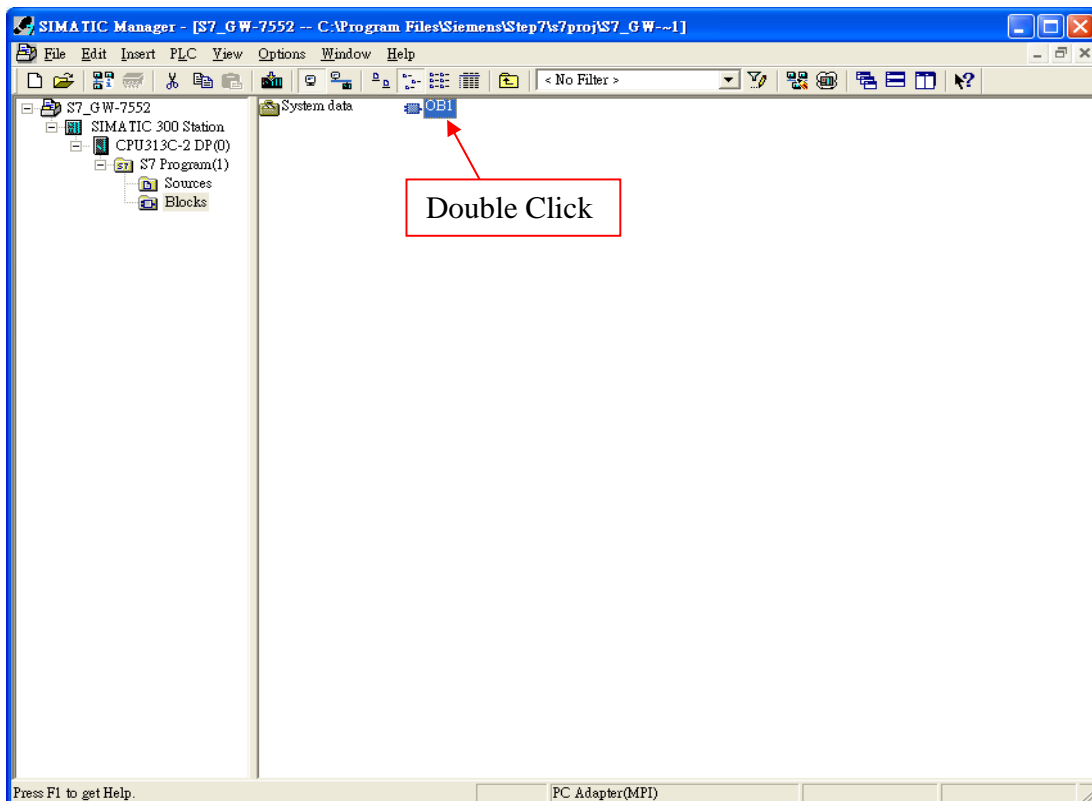 SIMATIC Manager - [S7_GW-7552 -- C:\Program Files\Siemens\Step7\s7proj\S7_GW-~1]
File Edit Insert PLC View Options Window Help
< No Filter >
S7_GW-7552
SIMATIC 300 Station
CPU313C-2 DP(0)
S7 Program(1)
Sources
Blocks
System data
OB1
Double Click
Press F1 to get Help.
PC Adapter(MPI)